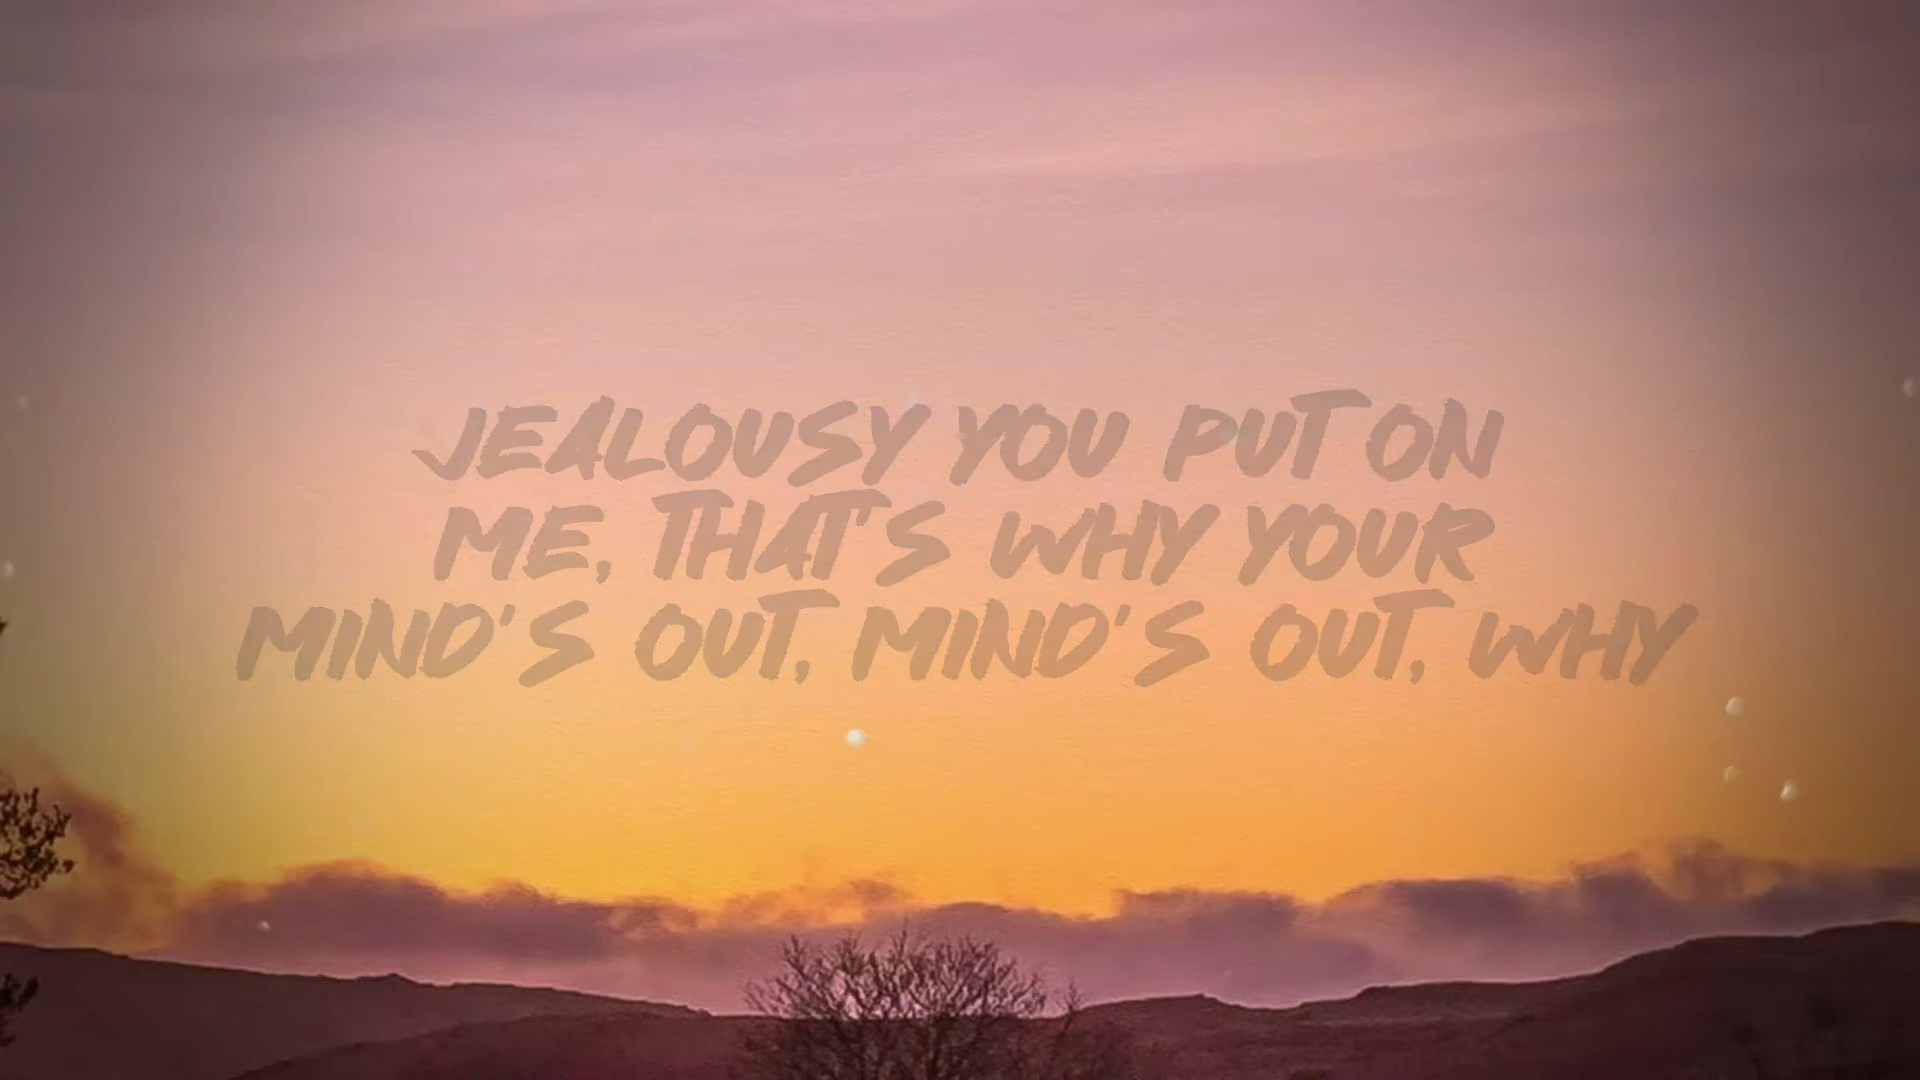 JEALOUSY YOU PUT ON
ME, THAT'S WHY YOUR
MIND'S OUT, MIND'S OUT, WHY